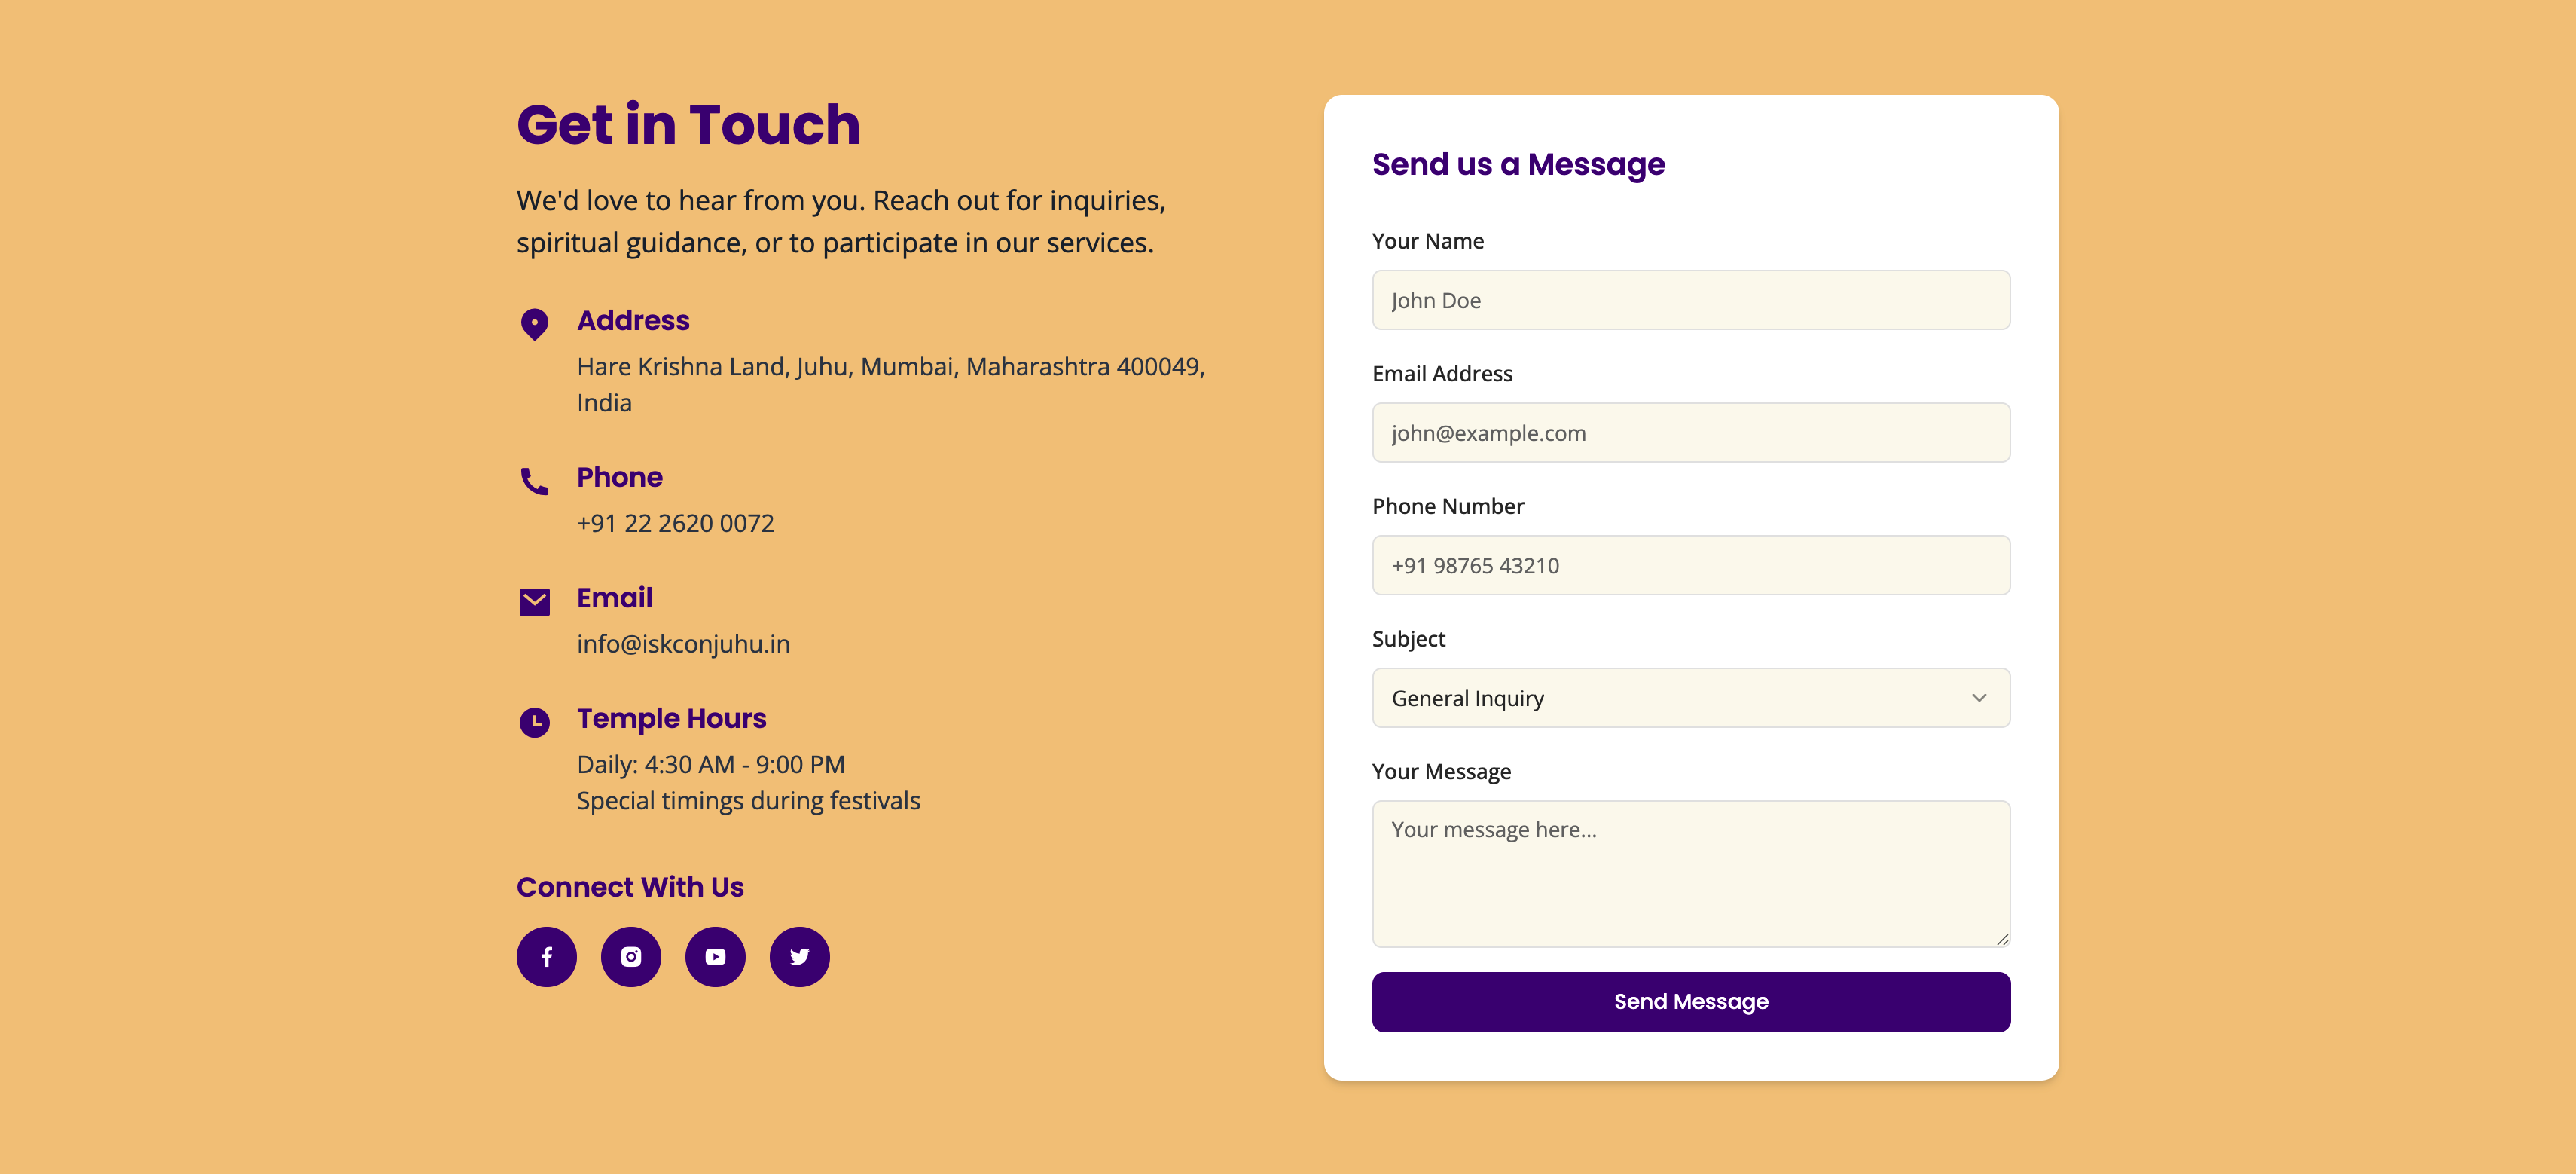 Get in Touch
We'd love to hear from you. Reach out for inquiries,
spiritual guidance, or to participate in our services.
Address
Hare Krishna Land, Juhu, Mumbai, Maharashtra 400049,
India
Phone
+91 22 2620 0072
Email
info@iskconjuhu.in
Temple Hours
Daily: 4:30 AM - 9:00 PM
Special timings during festivals
Connect With Us
Send us a Message
Your Name
John Doe
Email Address
john@example.com
Phone Number
+91 98765 43210
Subject
General Inquiry
Your Message
Your message here...
Send Message